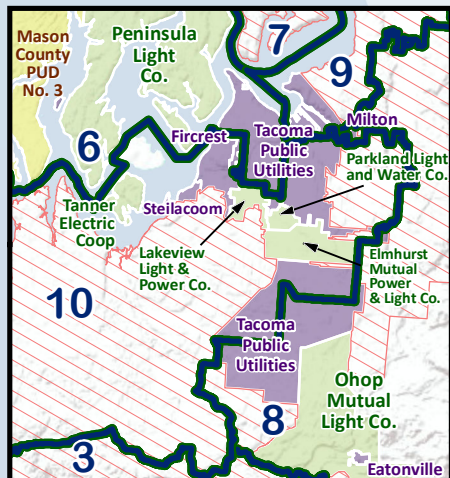 Mason
County
PUD
No. 3
Peninsula
Light
Co.
7
9
6
Fircrest
Tacoma
Public
Utilities
Milton
Parkland Light
and Water Co.
Tanner
Electric
Coop
Steilacoom
Lakeview
Light &
Power Co.
Elmhurst
Mutual
Power
& Light Co.
10
Tacoma
Public
Utilities
Ohop
Mutual
Light Co.
8
3
Eatonville